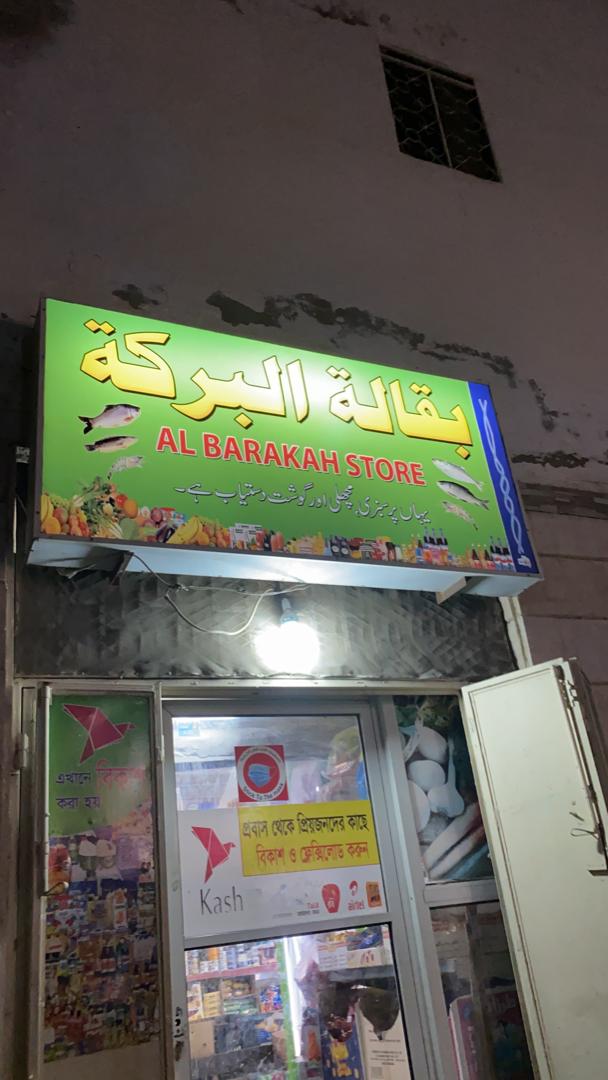 بقالة البركة
AL BARAKAH STORE
یہاں پر سبزی، مچھلی اور گوشت دستیاب ہے۔
এখানে বিকাশ
করা হয়
প্রবাস থেকে প্রিয়জনদের কাছে
বিকাশ ও ফ্লেক্সিলোড করুন
Kash
airtel